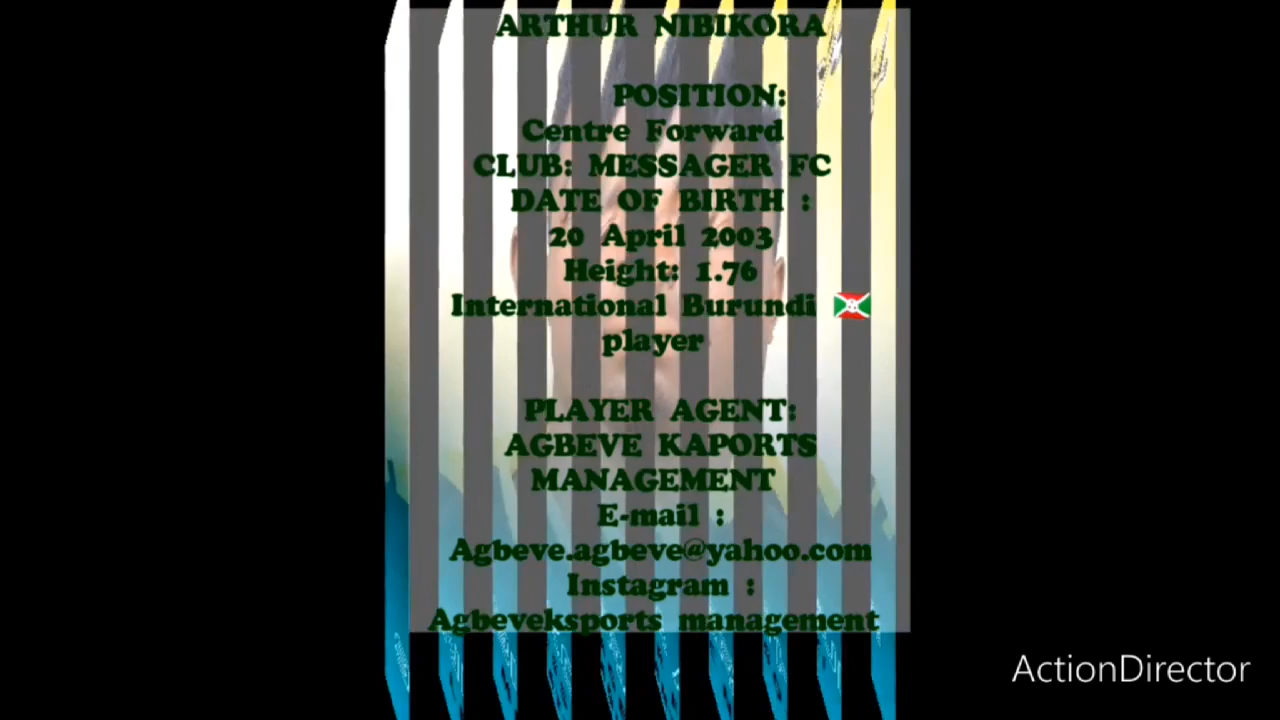 ARTHUR NIBIKORA
POSITION:
Centre Forward
CLUB: MESSAGER FC
DATE OF BIRTH :
20 April 2003
Height: 1.76
International Burundi 🇧🇮
player
PLAYER AGENT:
AGBEVE KAPORTS
MANAGEMENT
E-mail :
Agbeve.agbeve@yahoo.com
Instagram :
Agbeveksports management
ActionDirector